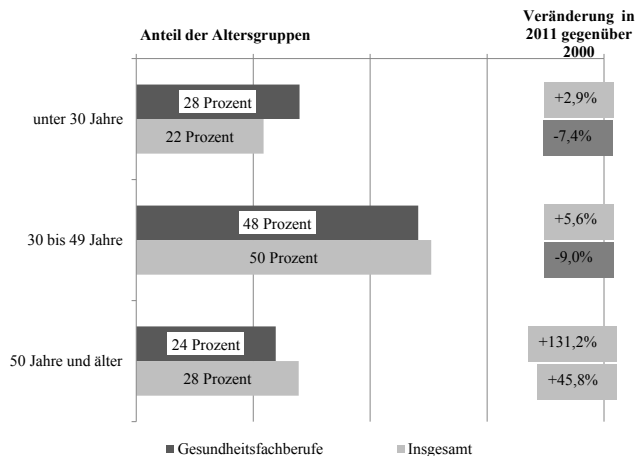 Anteil der Altersgruppen
Veränderung in
2011 gegenüber
2000
unter 30 Jahre
28 Prozent
+2,9%
22 Prozent
-7,4%
30 bis 49 Jahre
48 Prozent
+5,6%
50 Prozent
-9,0%
50 Jahre und älter
24 Prozent
+131,2%
28 Prozent
+45,8%
Gesundheitsfachberufe
Insgesamt